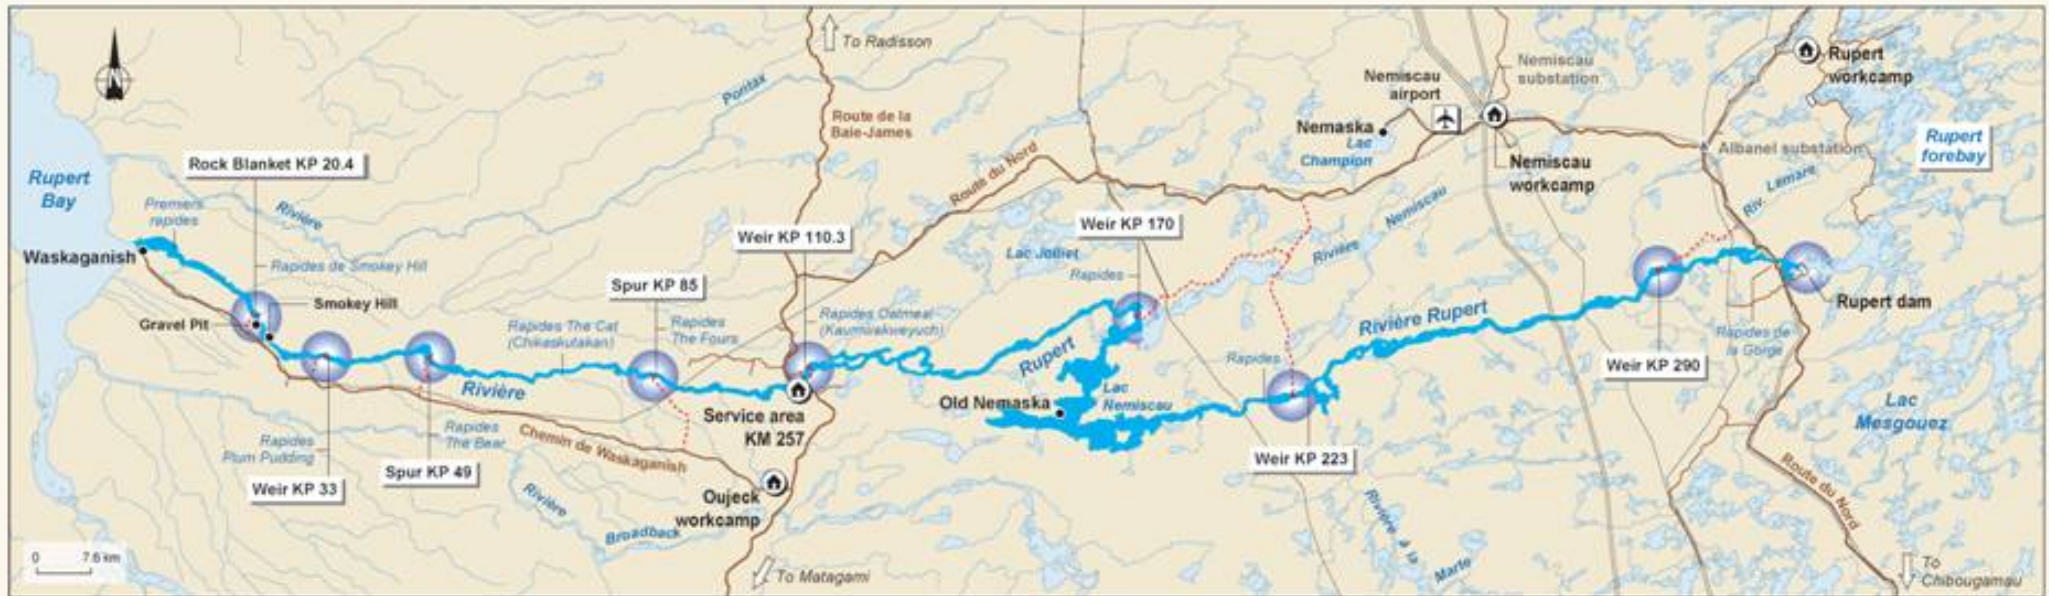 To Radisson
Pontax
Route de la
Baie-James
Nemiscau
airport
Nemiscau
substation
Rupert
workcamp
Nemaska
Lac
Champion
Nemiscau
workcamp
Albanel substation
Rupert
forebay
Rock Blanket KP 20.4
Rupert
Bay
Premiers
rapides
Rivière
Route du Nord
Riv. Lemare
Weir KP 110.3
Weir KP 170
Rivière Nemiscau
Waskaganish
Rapides de Smokey Hill
Lac Jolliet
Rapides
Spur KP 85
Smokey Hill
Gravel Pit
Rapides The Cat
(Chikaskutakan)
Rapides
The Fours
Rapides Oatmeal
(Kaumwakweyuch)
Rivière Rupert
Rupert dam
Rapides de
la Gorge
Rupert
Rapides
Weir KP 290
Rivière
Lac
Nemiscau
Old Nemaska
Service area
KM 257
Lac
Mesgouez
Rapides
Plum Pudding
Rapides
The Bear
Chemin de Waskaganish
Spur KP 49
Weir KP 33
Weir KP 223
Oujeck
workcamp
Rivière
Broadback
Rivière à la
Marte
Route du Nord
0 7.6 km
To Matagami
To
Chibougamau
N